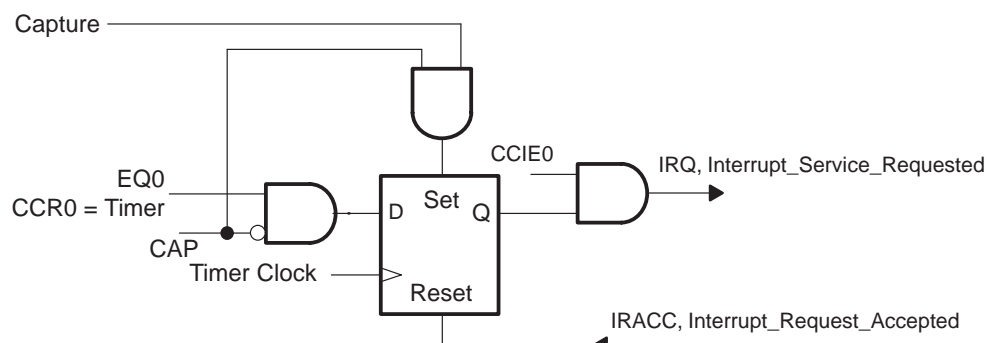 Capture
CCIE0
IRQ, Interrupt_Service_Requested
EQ0
CCR0 = Timer
CAP
D
Set
Q
Timer Clock
Reset
IRACC, Interrupt_Request_Accepted